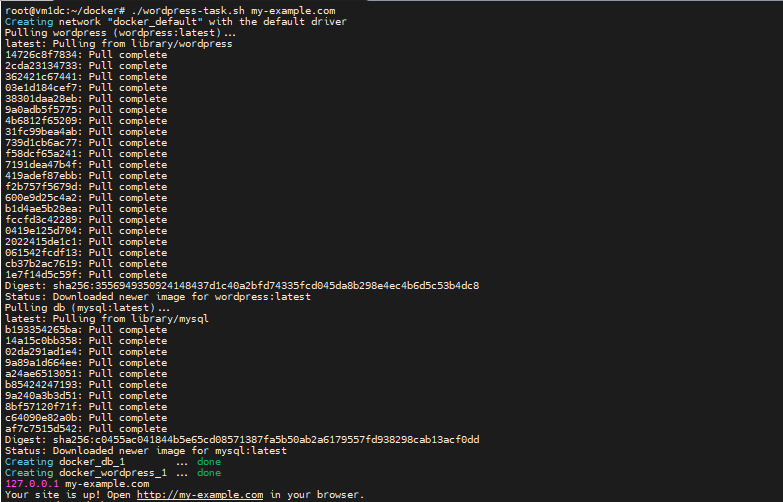 root@vm1dc:~/docker# ./wordpress-task.sh my-example.com
Creating network "docker_default" with the default driver
Pulling wordpress (wordpress:latest)...
latest: Pulling from library/wordpress
14726c8f7834: Pull complete
2cda23134733: Pull complete
362421c67441: Pull complete
03e1d184cef7: Pull complete
38301daa28eb: Pull complete
9a0adb5f5775: Pull complete
4b6812f65209: Pull complete
31fc99bea4ab: Pull complete
739d1cb6ac77: Pull complete
f58dcf65a241: Pull complete
7191dea47b4f: Pull complete
419adef87ebb: Pull complete
f2b757f5679d: Pull complete
600e9d25c4a2: Pull complete
b1d4ae5b28ea: Pull complete
fccfd3c42289: Pull complete
0419e125d704: Pull complete
2022415de1c1: Pull complete
061542fcdf13: Pull complete
cb37b2ac7619: Pull complete
1e7f14d5c59f: Pull complete
Digest: sha256:3556949350924148437d1c40a2bfd74335fcd045da8b298e4ec4b6d5c53b4dc8
Status: Downloaded newer image for wordpress:latest
Pulling db (mysql:latest)...
latest: Pulling from library/mysql
b193354265ba: Pull complete
14a15c0bb358: Pull complete
02da291ad1e4: Pull complete
9a89a1d664ee: Pull complete
a24ae6513051: Pull complete
b85424247193: Pull complete
9a240a3b3d51: Pull complete
8bf57120f71f: Pull complete
c64090e82a0b: Pull complete
af7c7515d542: Pull complete
Digest: sha256:c0455ac041844b5e65cd08571387fa5b50ab2a6179557fd938298cab13acf0dd
Status: Downloaded newer image for mysql:latest
Creating docker_db_1 ... done
Creating docker_wordpress_1 ... done
127.0.0.1 my-example.com
Your site is up! Open http://my-example.com in your browser.